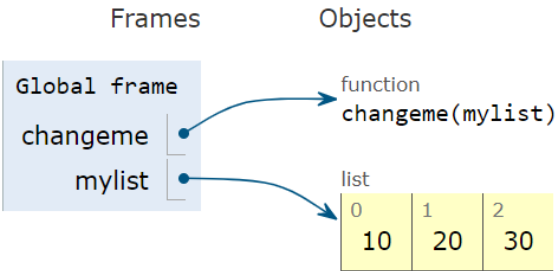 Frames Objects
Global frame
changeme
mylist
function
changeme(mylist)
list
0 1 2
10 20 30